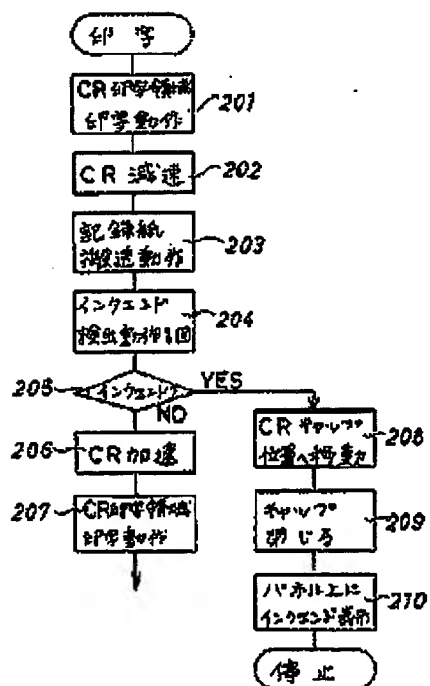 印字
CR印字領域
印字動作
201
CR 減速
202
記録紙
搬送動作
203
インクエンド
検出動作
204
205
インクエンド?
YES
NO
206
CR加速
207
CR印字領域
印字動作
CRキャップ
位置へ移動
208
キャップ
閉じる
209
パネル上に
インクエンド表示
210
停止